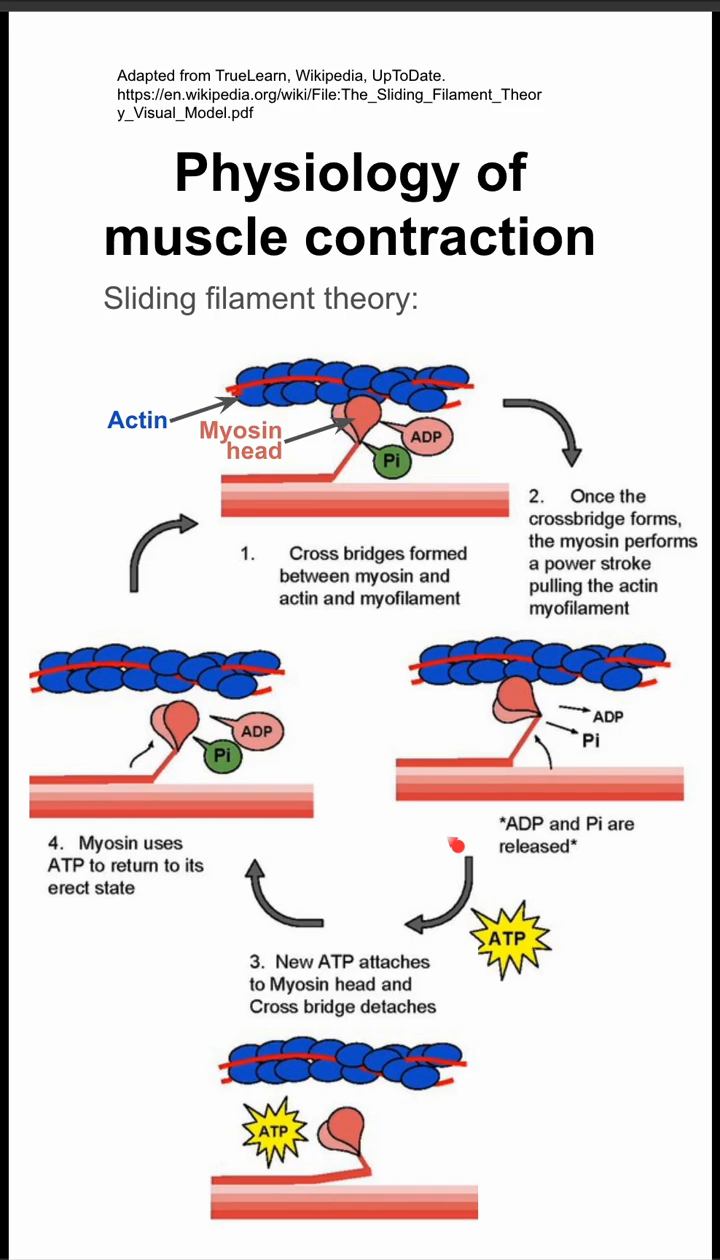 Adapted from TrueLearn, Wikipedia, UpToDate.
https://en.wikipedia.org/wiki/File:The_Sliding_Filament_Theor
y_Visual_Model.pdf
Physiology of
muscle contraction
Sliding filament theory:
Actin
Myosin
head
ADP
Pi
1. Cross bridges formed
between myosin and
actin and myofilament
2. Once the
crossbridge forms,
the myosin performs
a power stroke
pulling the actin
myofilament
ADP
Pi
*ADP and Pi are
released*
ATP
3. New ATP attaches
to Myosin head and
Cross bridge detaches
ATP
ADP
Pi
4. Myosin uses
ATP to return to its
erect state